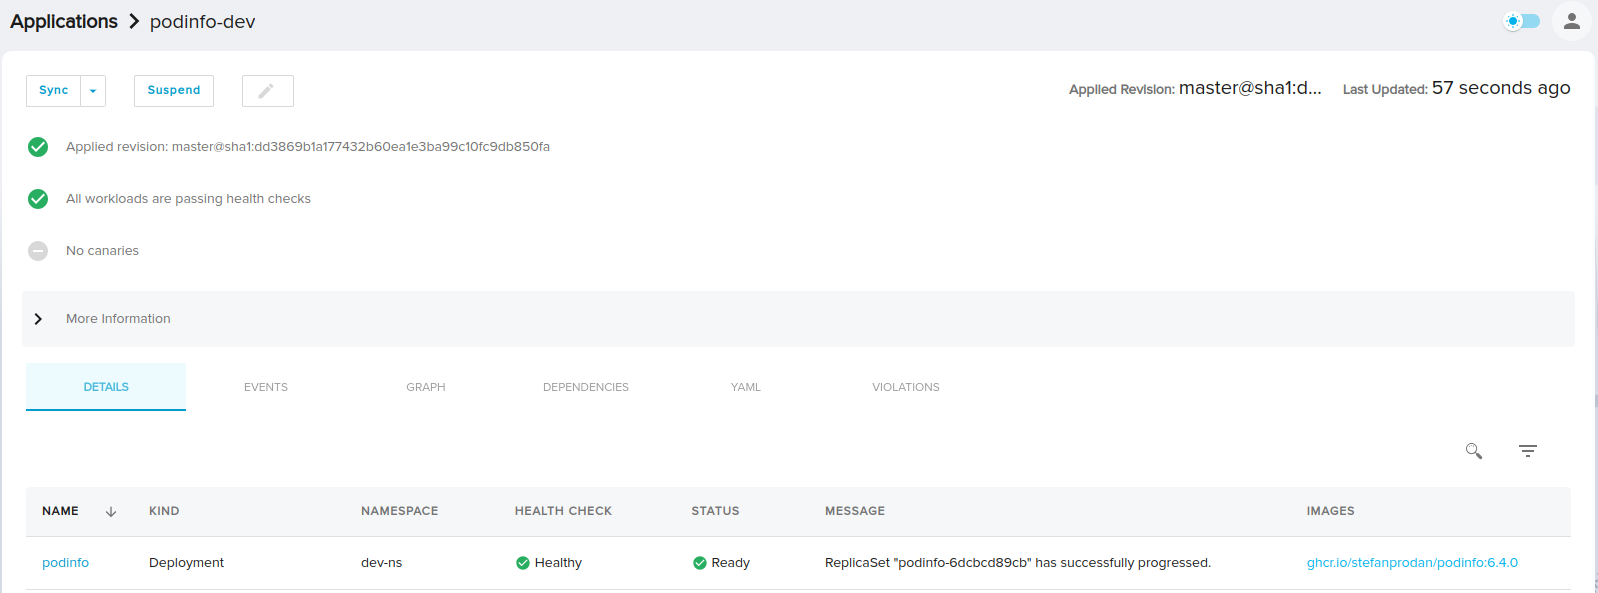 Applications > podinfo-dev
Sync Suspend Applied Revision: master@sha1:d... Last Updated: 57 seconds ago
Applied revision: master@sha1:dd3869b1a177432b60ea1e3ba99c10fc9db850fa
All workloads are passing health checks
No canaries
More Information
DETAILS EVENTS GRAPH DEPENDENCIES YAML VIOLATIONS
NAME KIND NAMESPACE HEALTH CHECK STATUS MESSAGE IMAGES
podinfo Deployment dev-ns Healthy Ready ReplicaSet "podinfo-6dcbcd89cb" has successfully progressed. ghcr.io/stefanprodan/podinfo:6.4.0